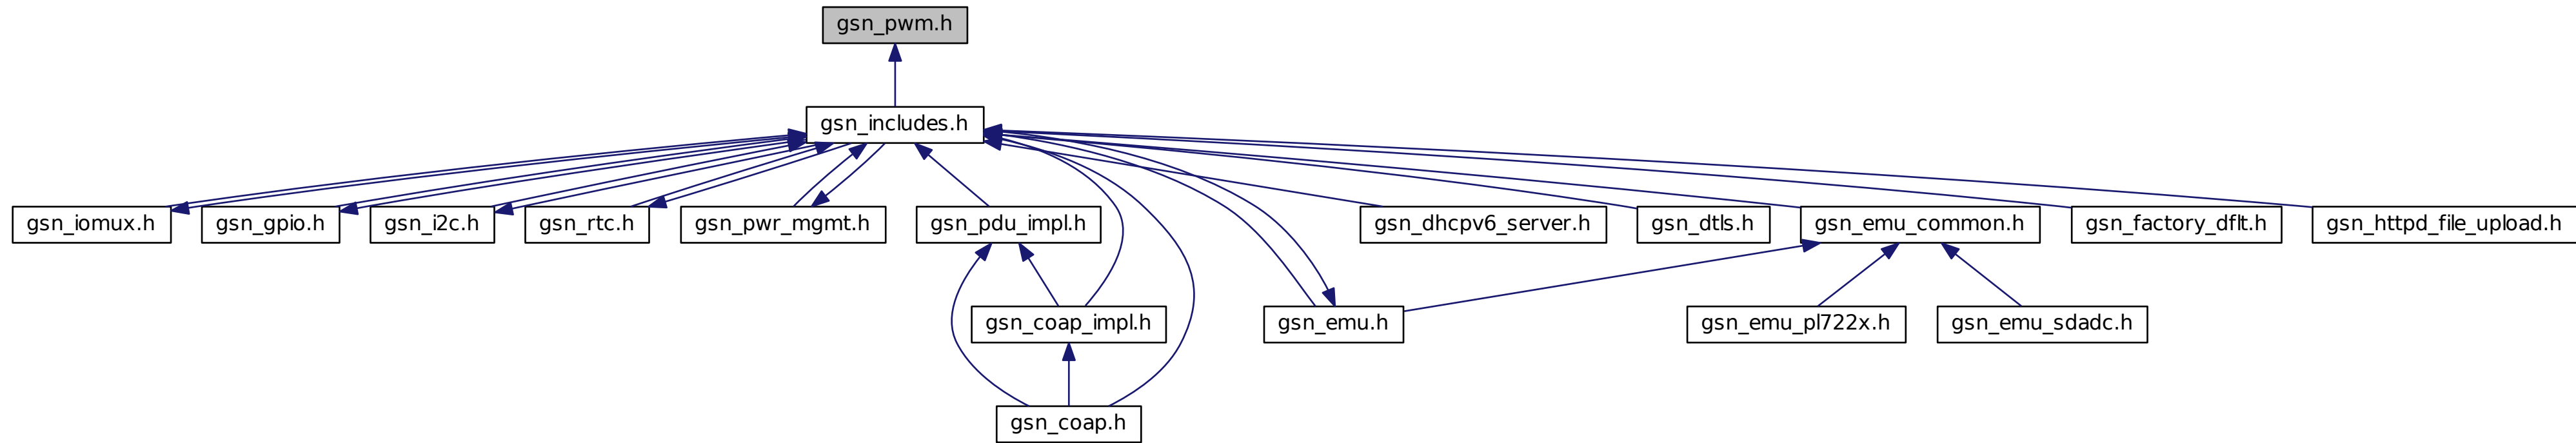 gsn_pwm.h
gsn_includes.h
gsn_iomux.h
gsn_gpio.h
gsn_i2c.h
gsn_rtc.h
gsn_pwr_mgmt.h
gsn_pdu_impl.h
gsn_dhcpv6_server.h
gsn_dtls.h
gsn_emu_common.h
gsn_factory_dflt.h
gsn_httpd_file_upload.h
gsn_coap_impl.h
gsn_emu.h
gsn_emu_pl722x.h
gsn_emu_sdadc.h
gsn_coap.h